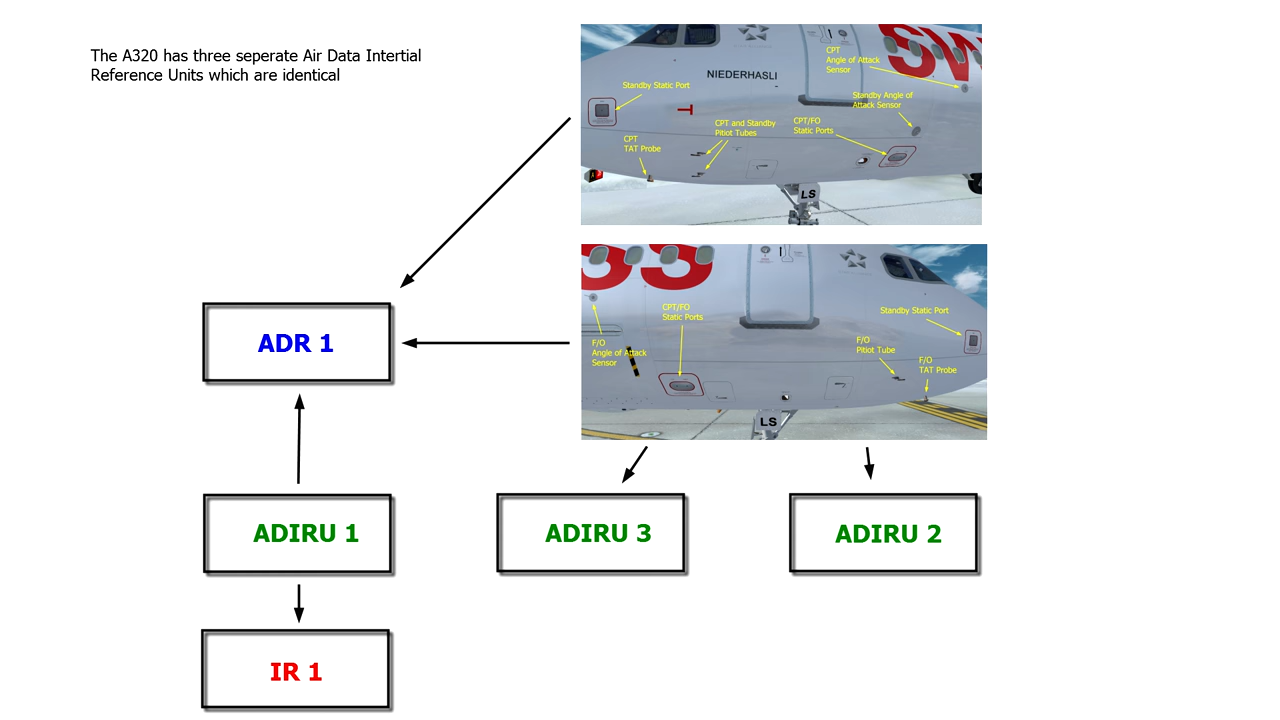 The A320 has three seperate Air Data Intertial
Reference Units which are identical
SW
CPT
Angle of Attack
Sensor
NIEDERHASLI
Standby Static Port
Standby Angle of
Attack Sensor
CPT and Standby
Pitiot Tubes
CPT/FO
Static Ports
CPT
TAT Probe
LS
SS
CPT/FO
Static Ports
Standby Static Port
F/O
Angle of Attack
Sensor
F/O
Pitiot Tube
F/O
TAT Probe
LS
ADR 1
ADIRU 1
ADIRU 3
ADIRU 2
IR 1